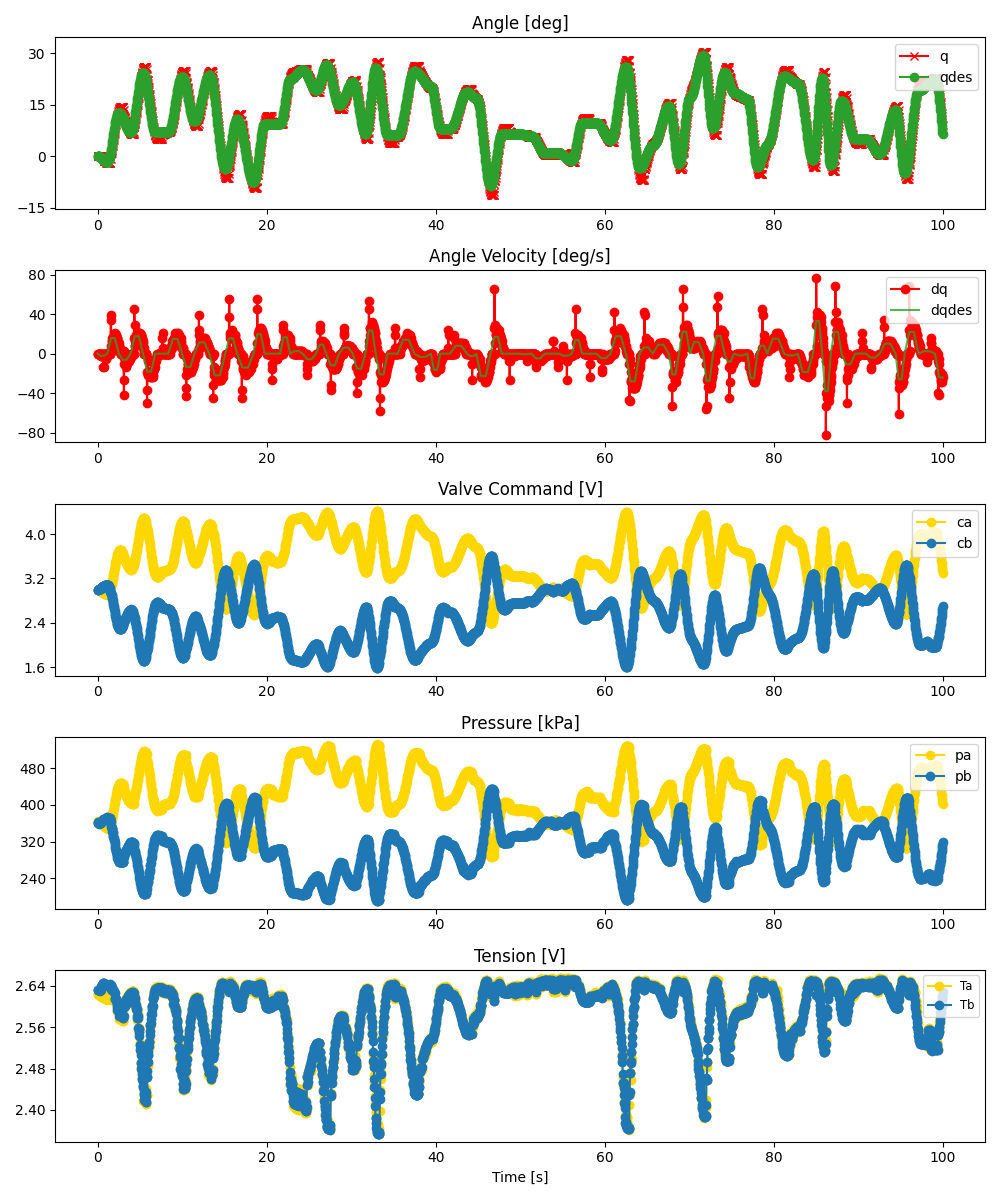 Angle [deg]
30
15
0
−15
q
qdes
0 20 40 60 80 100
Angle Velocity [deg/s]
80
40
0
−40
−80
dq
dqdes
0 20 40 60 80 100
Valve Command [V]
4.0
3.2
2.4
1.6
ca
cb
0 20 40 60 80 100
Pressure [kPa]
480
400
320
240
pa
pb
0 20 40 60 80 100
Tension [V]
2.64
2.56
2.48
2.40
Ta
Tb
0 20 40 60 80 100
Time [s]